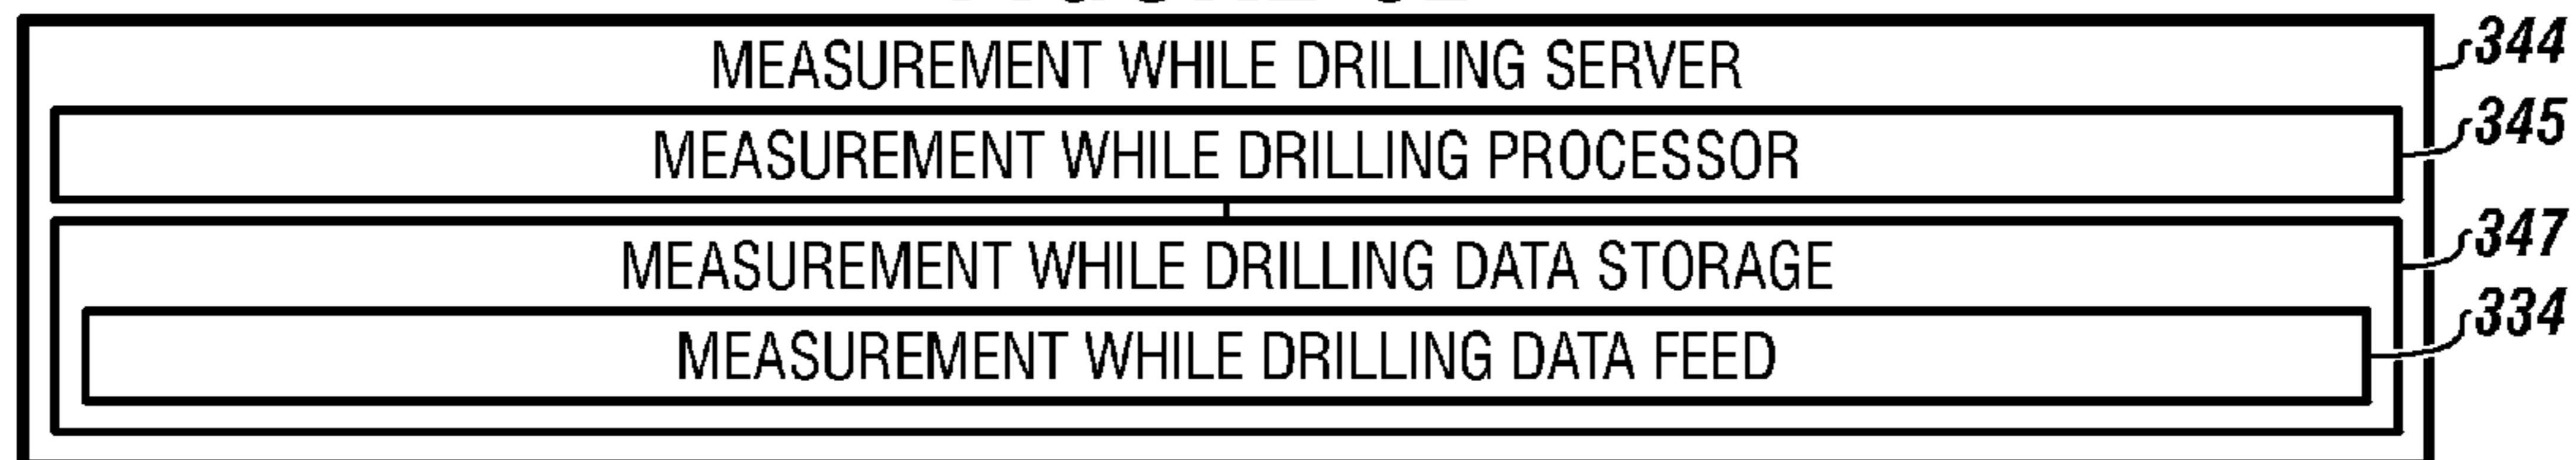 MEASUREMENT WHILE DRILLING SERVER
344
MEASUREMENT WHILE DRILLING PROCESSOR
345
MEASUREMENT WHILE DRILLING DATA STORAGE
347
MEASUREMENT WHILE DRILLING DATA FEED
334